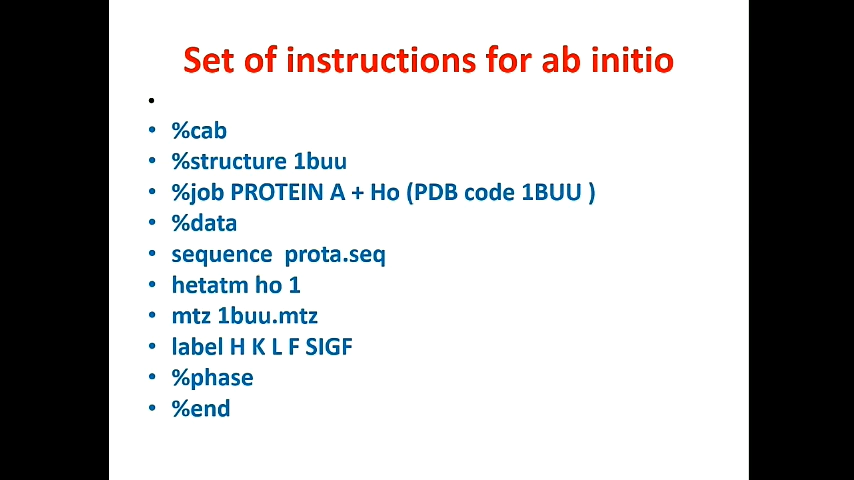 Set of instructions for ab initio
•
• %cab
• %structure 1buu
• %job PROTEIN A + Ho (PDB code 1BUU )
• %data
• sequence  prota.seq
• hetatm ho 1
• mtz 1buu.mtz
• label H K L F SIGF
• %phase
• %end